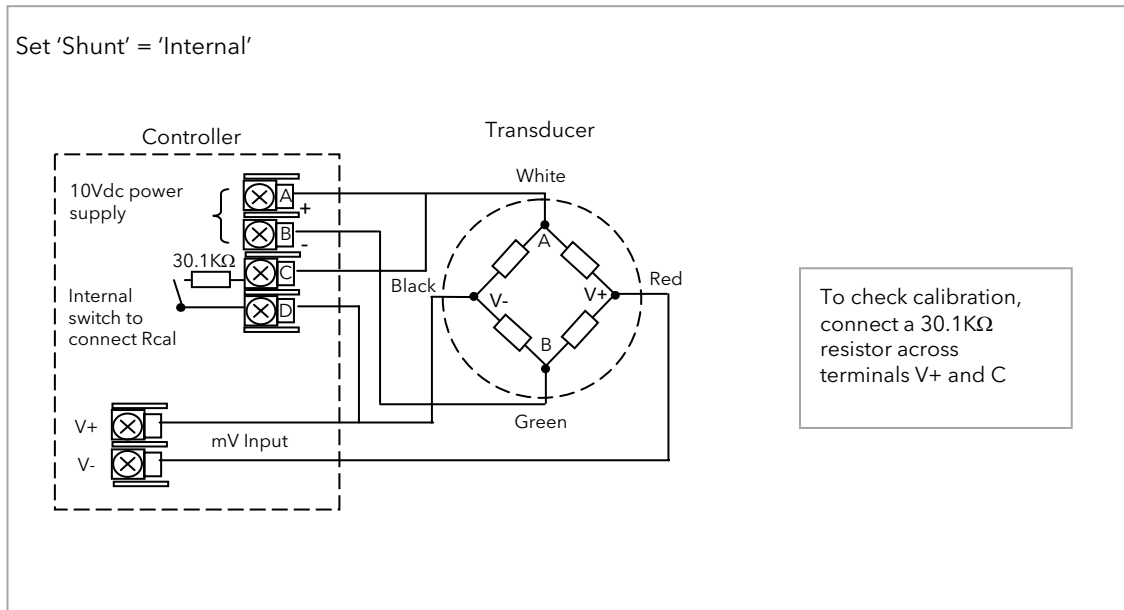 Set ‘Shunt’ = ‘Internal’
Controller
Transducer
White
10Vdc power
supply
A
+
B
-
30.1KΩ
C
Internal
switch to
connect Rcal
D
Black
Red
A
V-
V+
B
Green
V+
mV Input
V-
To check calibration,
connect a 30.1KΩ
resistor across
terminals V+ and C